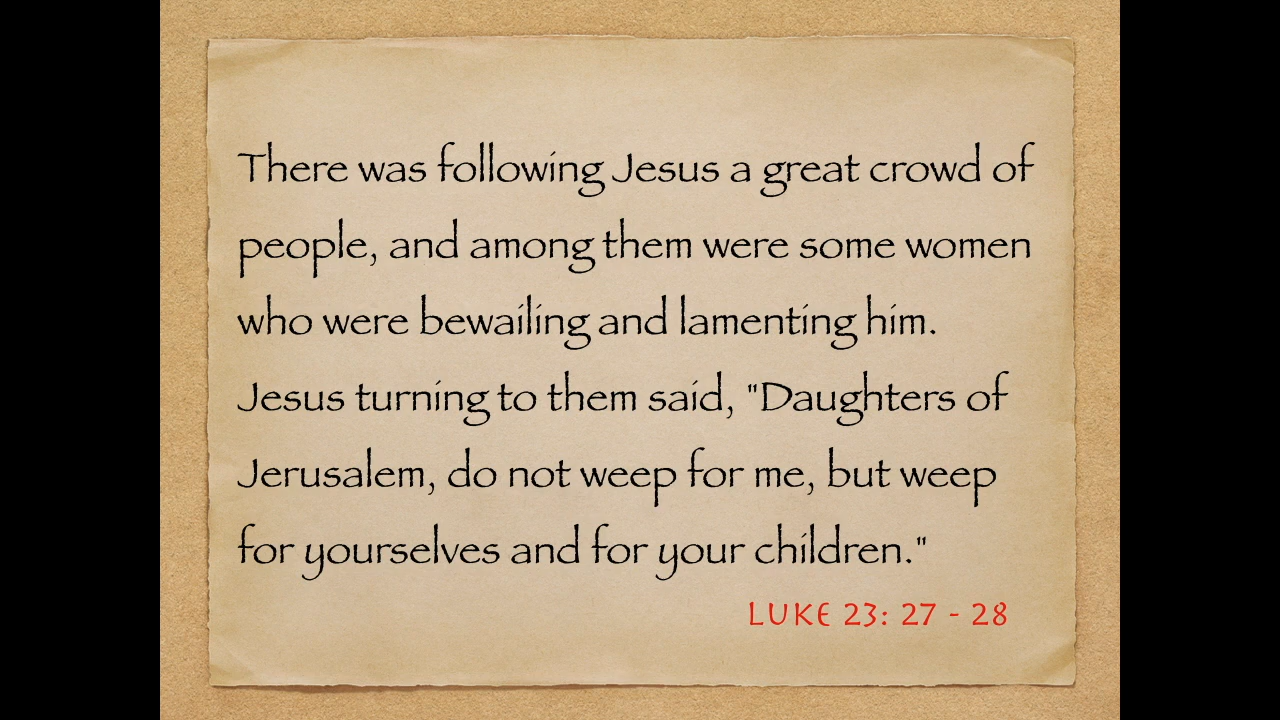 There was following Jesus a great crowd of
people, and among them were some women
who were bewailing and lamenting him.
Jesus turning to them said, "Daughters of
Jerusalem, do not weep for me, but weep
for yourselves and for your children."
LUKE 23: 27 - 28